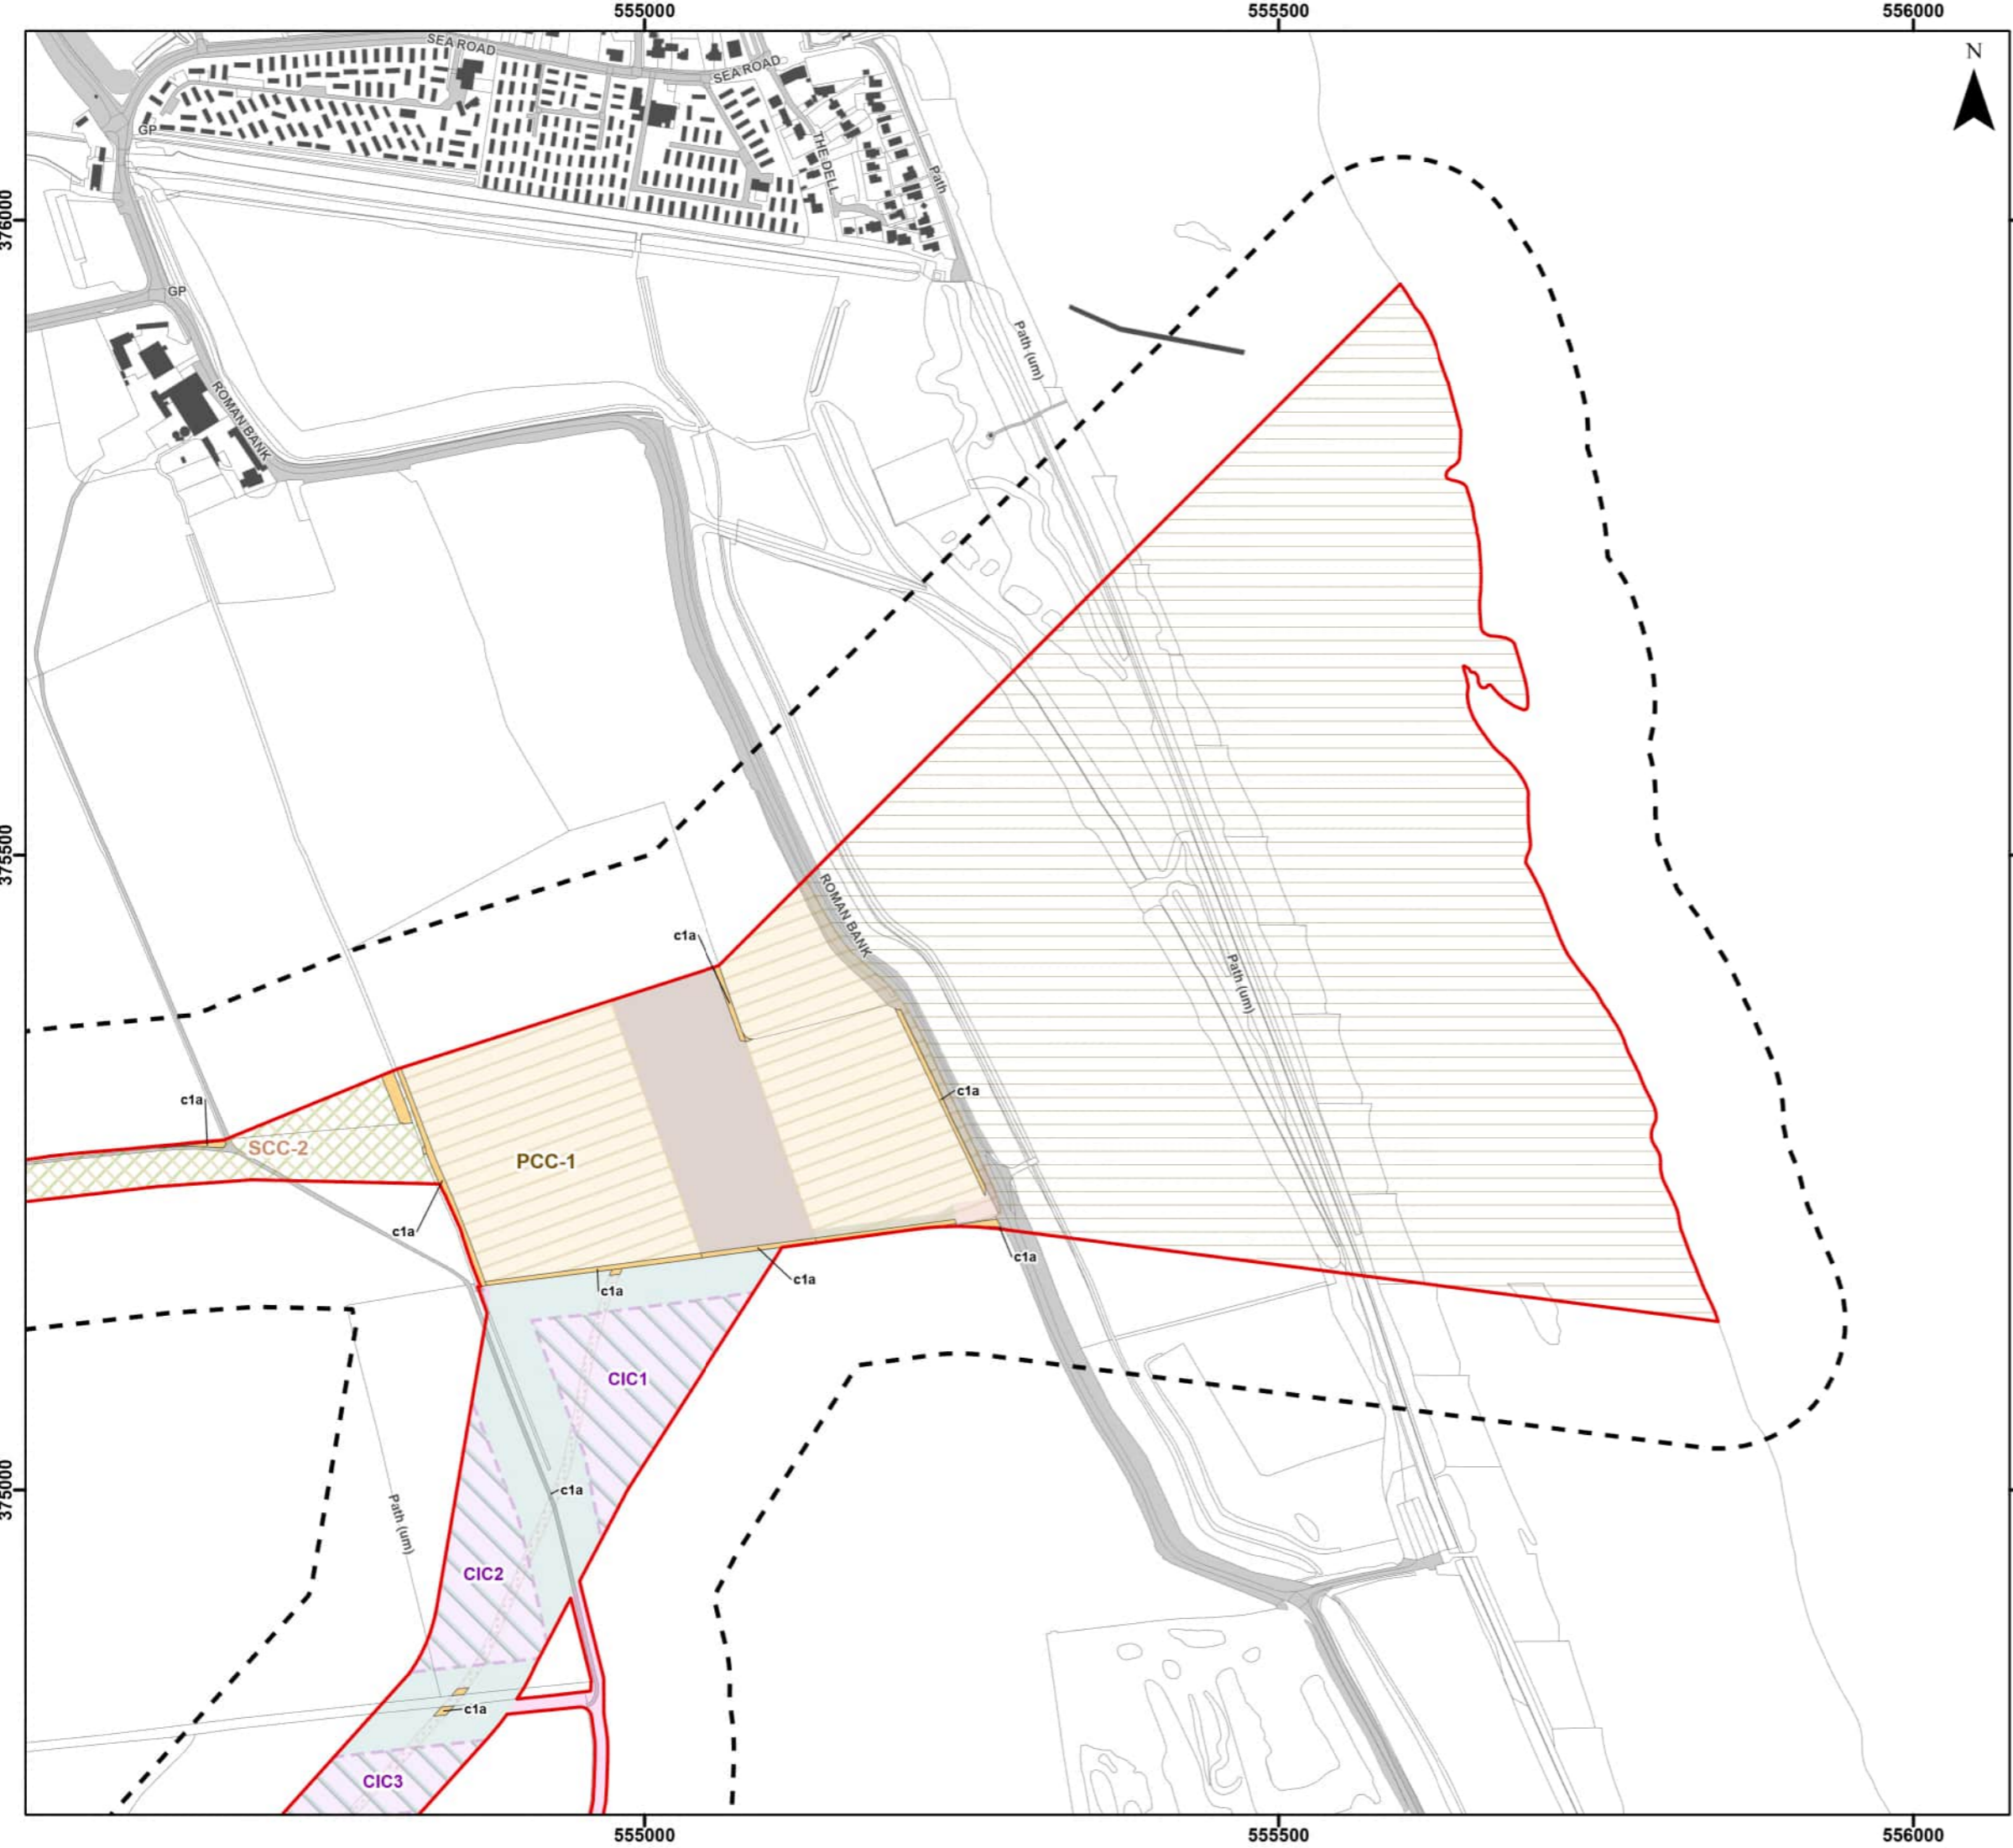 555000
555500
556000
N
SEA ROAD
SEA ROAD
GP
THE DELL
Path
376000
GP
Path (um)
ROMAN BANK
375500
ROMAN BANK
c1a
Path (um)
c1a
c1a
SCC-2
PCC-1
c1a
c1a
c1a
c1a
CIC1
375000
c1a
Path (um)
CIC2
c1a
CIC3
555000
555500
556000